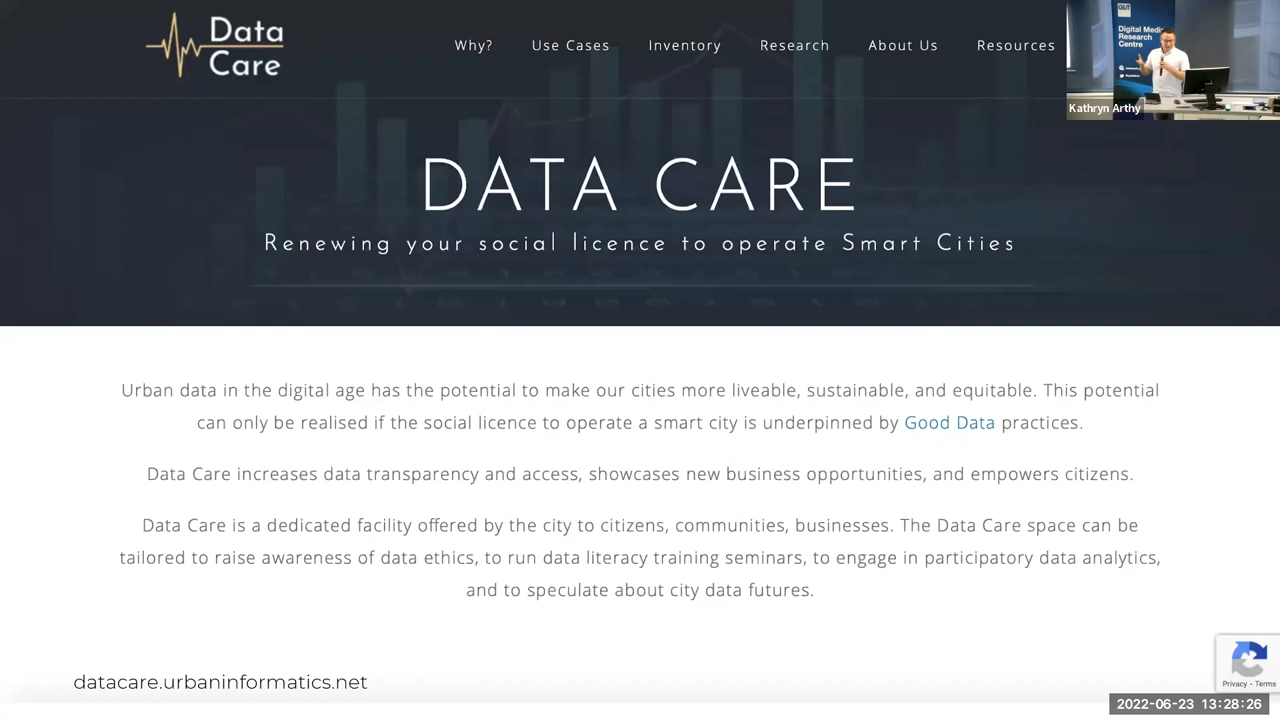 Data
Care
Why? Use Cases Inventory Research About Us Resources
QUT
Digital Media
Research
Centre
Kathryn Arthy
DATA CARE
Renewing your social licence to operate Smart Cities
Urban data in the digital age has the potential to make our cities more liveable, sustainable, and equitable. This potential
can only be realised if the social licence to operate a smart city is underpinned by Good Data practices.
Data Care increases data transparency and access, showcases new business opportunities, and empowers citizens.
Data Care is a dedicated facility offered by the city to citizens, communities, businesses. The Data Care space can be
tailored to raise awareness of data ethics, to run data literacy training seminars, to engage in participatory data analytics,
and to speculate about city data futures.
datacare.urbaninformatics.net
Privacy - Terms
2022-06-23 13:28:26